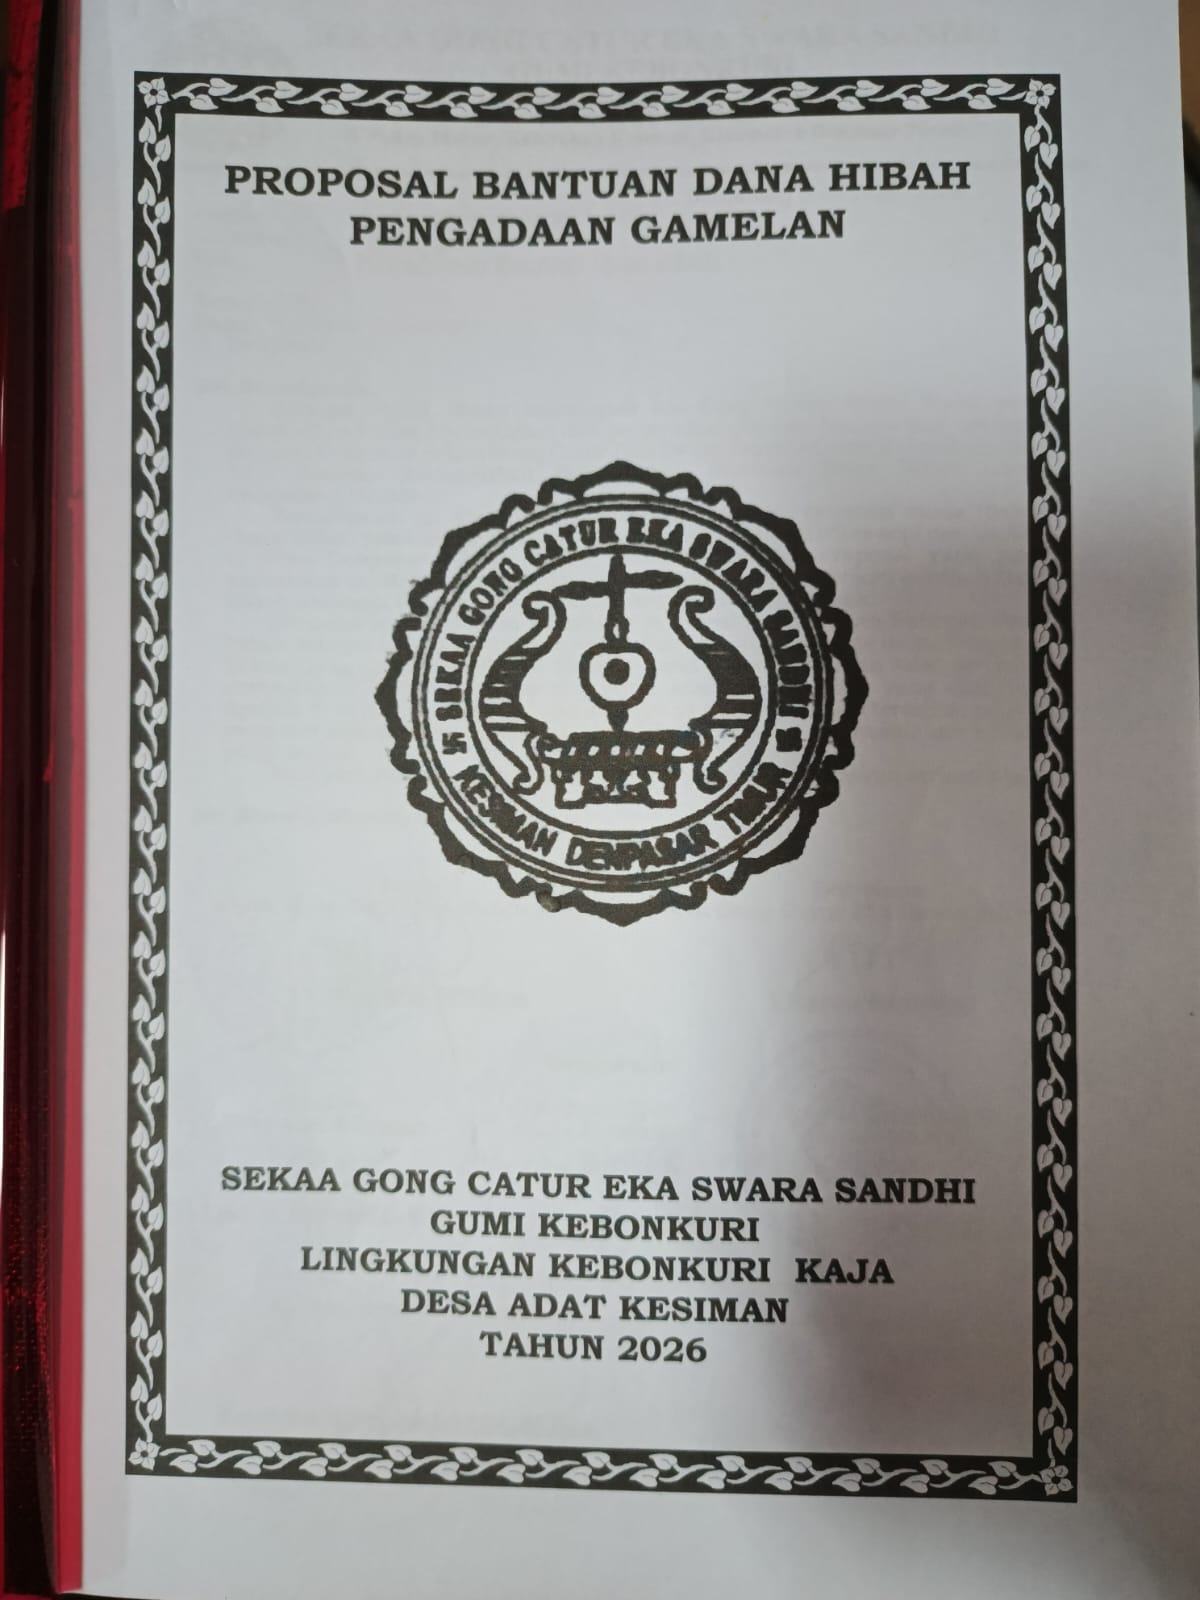 PROPOSAL BANTUAN DANA HIBAH
PENGADAAN GAMELAN
SEKAA GONG CATUR EKA SWARA SANDHI
KESIMAN DENPASAR TIMUR
SEKAA GONG CATUR EKA SWARA SANDHI
GUMI KEBONKURI
LINGKUNGAN KEBONKURI KAJA
DESA ADAT KESIMAN
TAHUN 2026